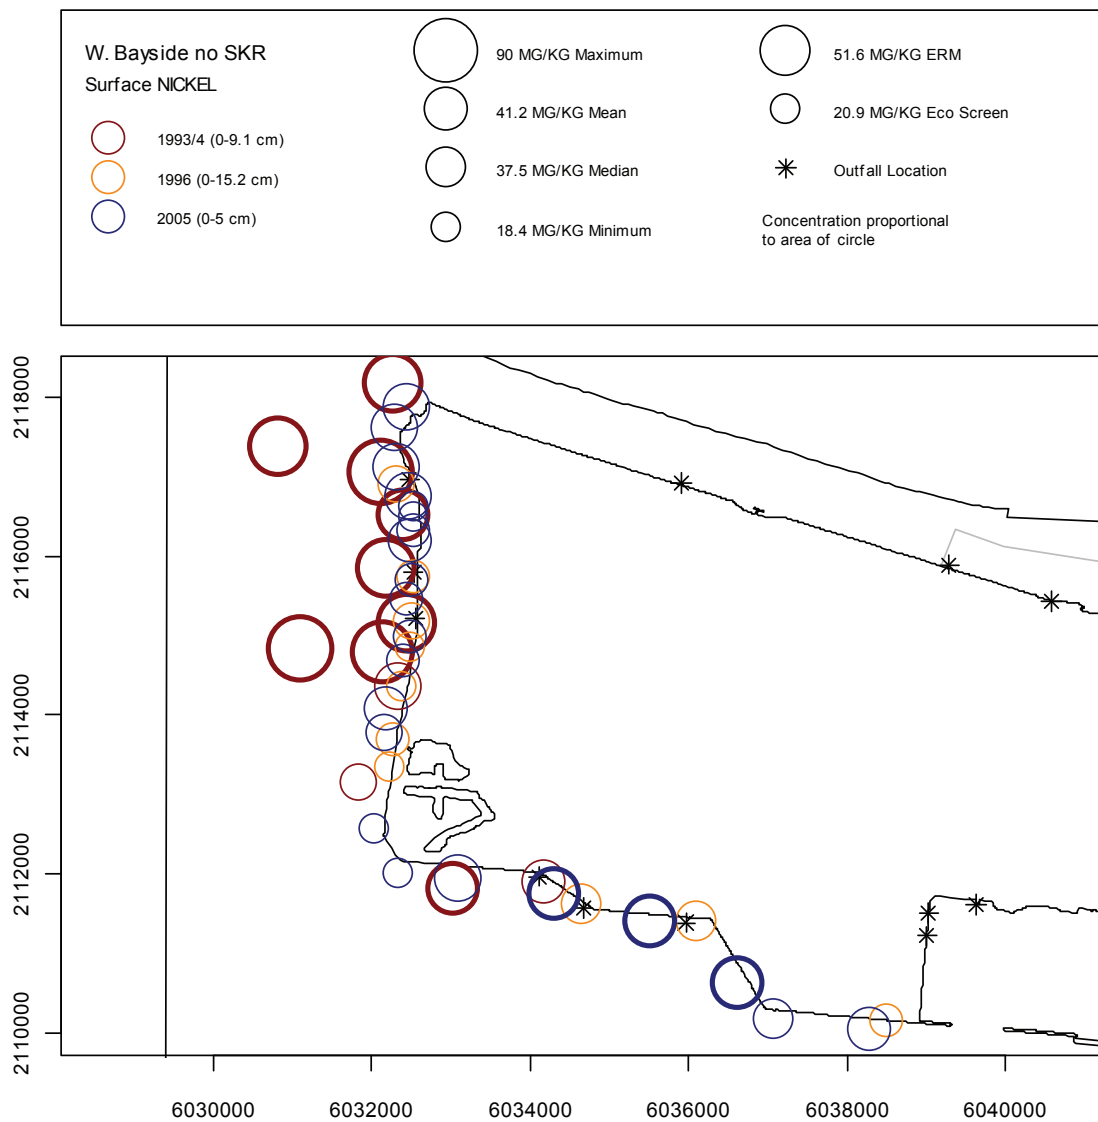 W. Bayside no SKR
Surface NICKEL
1993/4 (0-9.1 cm)
1996 (0-15.2 cm)
2005 (0-5 cm)
90 MG/KG Maximum
41.2 MG/KG Mean
37.5 MG/KG Median
18.4 MG/KG Minimum
51.6 MG/KG ERM
20.9 MG/KG Eco Screen
Outfall Location
Concentration proportional
to area of circle
2118000
2116000
2114000
2112000
2110000
6030000 6032000 6034000 6036000 6038000 6040000